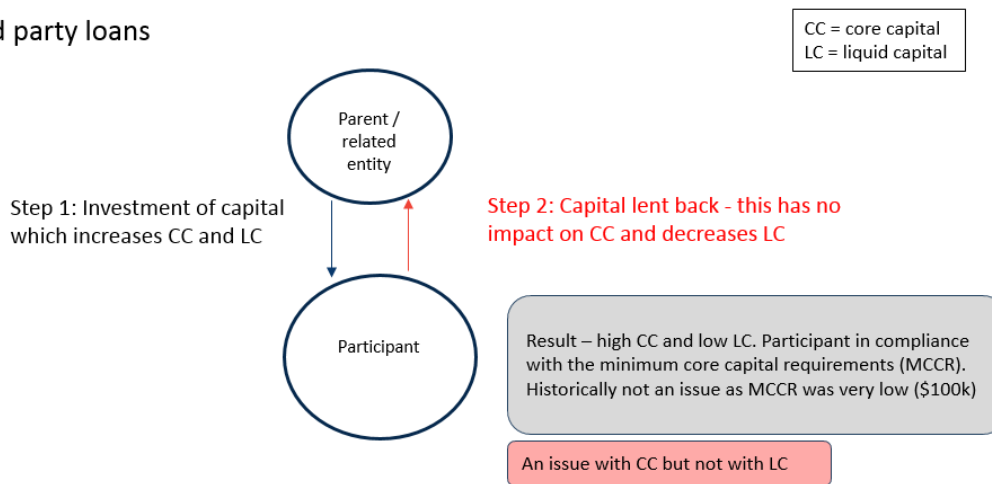 party loans
CC = core capital
LC = liquid capital
Parent /
related
entity
Step 1: Investment of capital
which increases CC and LC
Step 2: Capital lent back - this has no
impact on CC and decreases LC
Participant
Result – high CC and low LC. Participant in compliance
with the minimum core capital requirements (MCCR).
Historically not an issue as MCCR was very low ($100k)
An issue with CC but not with LC